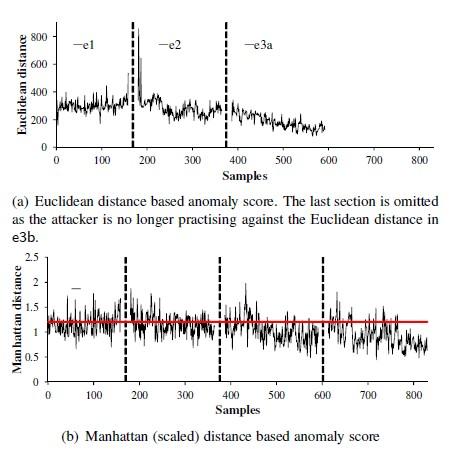 800
600
400
200
0
Euclidean distance
—e1
—e2
—e3a
0 100 200 300 400 500 600 700 800
Samples
(a) Euclidean distance based anomaly score. The last section is omitted
as the attacker is no longer practising against the Euclidean distance in
e3b.
2.5
2
1.5
1
0.5
0
Manhattan distance
0 100 200 300 400 500 600 700 800
Samples
(b) Manhattan (scaled) distance based anomaly score